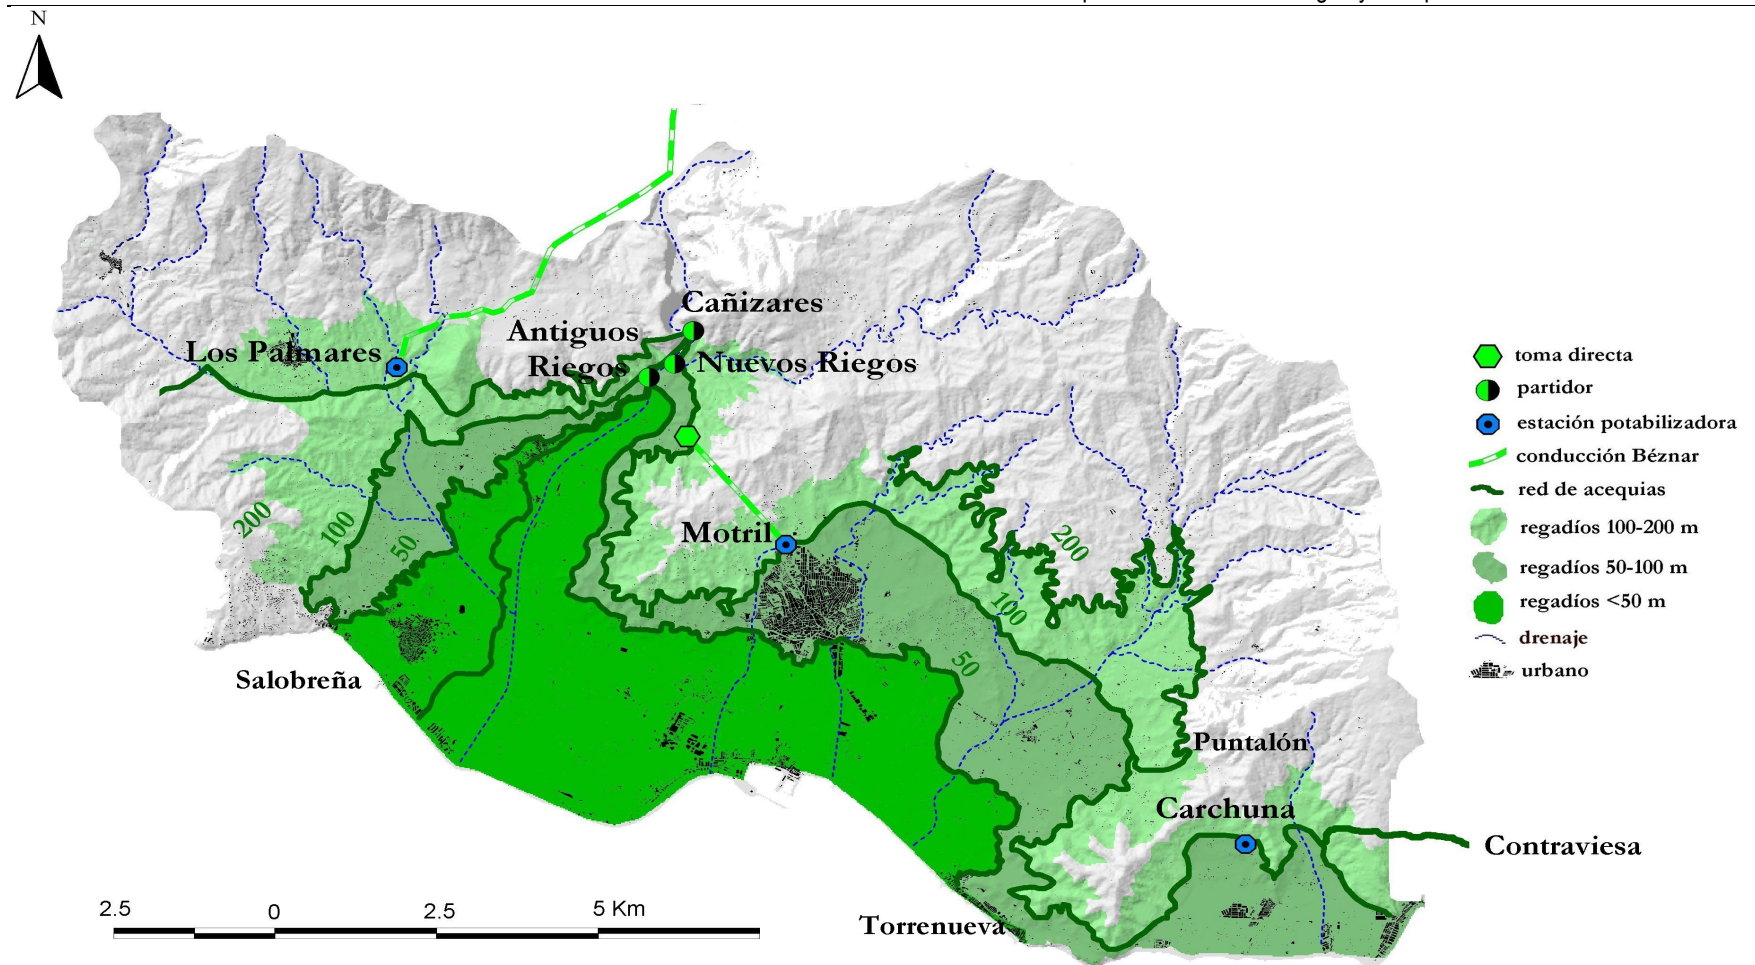 N
Cañizares
Antiguos
Riegos
Nuevos Riegos
Los Palmares
Motril
200
100
50
200
100
50
Salobreña
Puntalón
Carchuna
Contraviesa
Torrenueva
2.5 0 2.5 5 Km
toma directa
partidor
estación potabilizadora
conducción Béznar
red de acequias
regadíos 100-200 m
regadíos 50-100 m
regadíos <50 m
drenaje
urbano